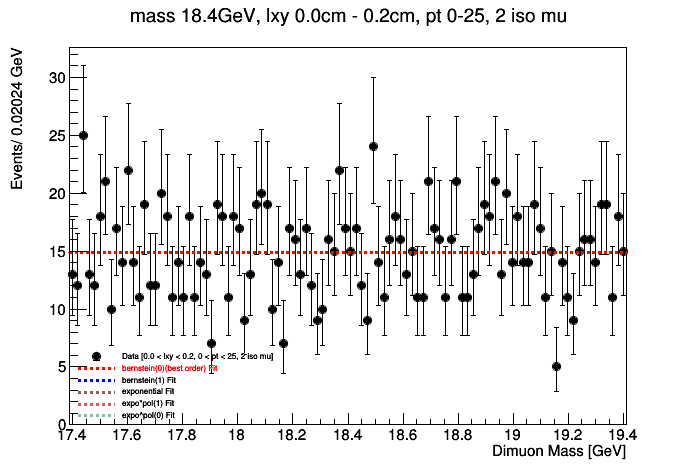 mass 18.4GeV, lxy 0.0cm - 0.2cm, pt 0-25, 2 iso mu
Events/ 0.02024 GeV
30
25
20
15
10
5
0
Data [0.0 < lxy < 0.2, 0 < pt < 25, 2 iso mu]
bernstein(0)(best order) Fit
bernstein(1) Fit
exponential Fit
expo*pol(1) Fit
expo*pol(0) Fit
17.4 17.6 17.8 18 18.2 18.4 18.6 18.8 19 19.2 19.4
Dimuon Mass [GeV]